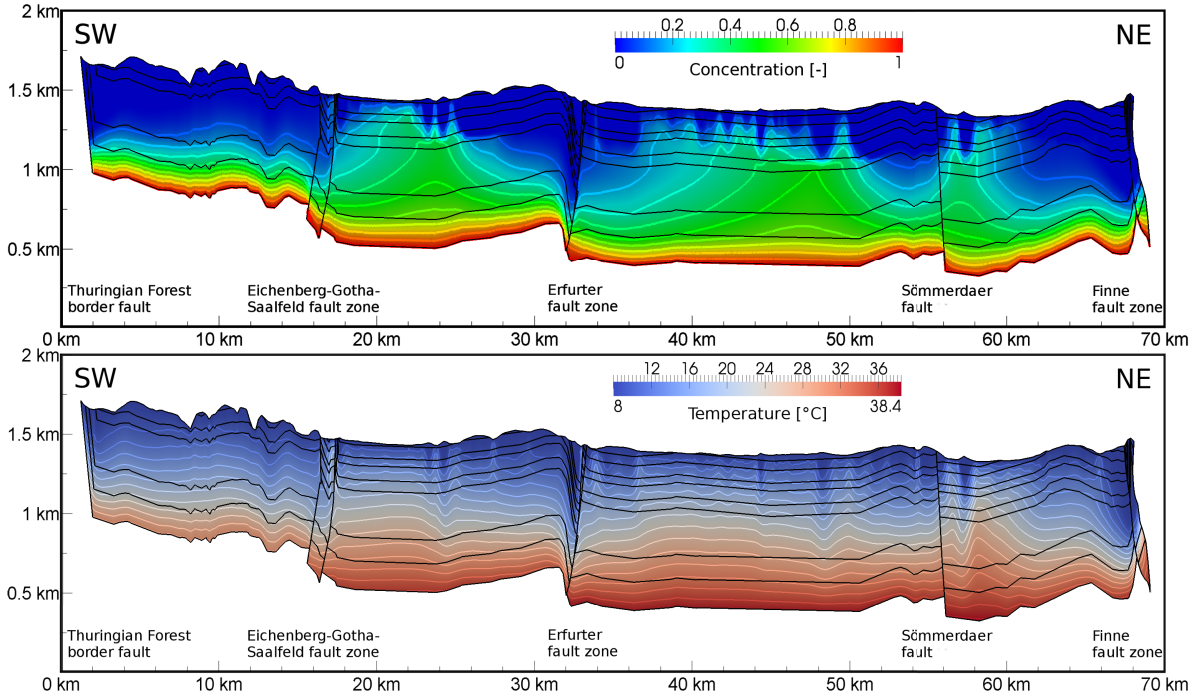 2 km
SW
0.2 0.4 0.6 0.8
NE
0 1
Concentration [-]
1.5 km
1 km
0.5 km
Thuringian Forest
border fault
Eichenberg-Gotha-
Saalfeld fault zone
Erfurter
fault zone
Sömmerdaer
fault
Finne
fault zone
0 km 10 km 20 km 30 km 40 km 50 km 60 km 70 km
2 km
SW
12 16 20 24 28 32 36
NE
8 38.4
Temperature [°C]
1.5 km
1 km
0.5 km
Thuringian Forest
border fault
Eichenberg-Gotha-
Saalfeld fault zone
Erfurter
fault zone
Sömmerdaer
fault
Finne
fault zone
0 km 10 km 20 km 30 km 40 km 50 km 60 km 70 km